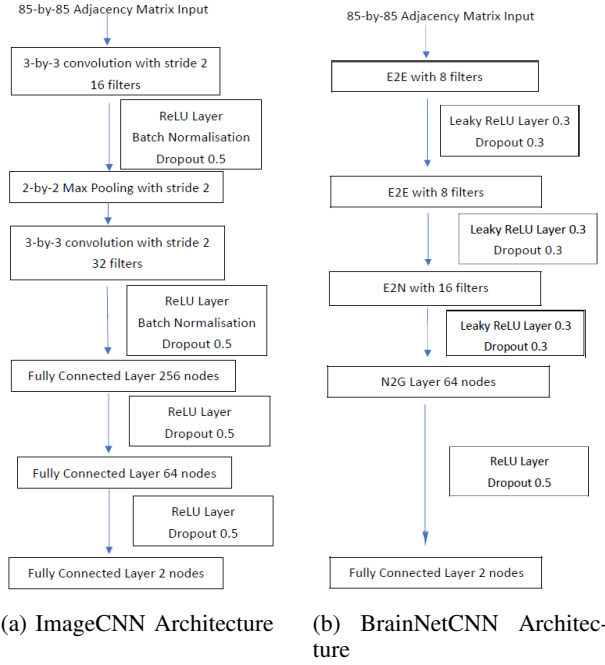 85-by-85 Adjacency Matrix Input
3-by-3 convolution with stride 2
16 filters
ReLU Layer
Batch Normalisation
Dropout 0.5
2-by-2 Max Pooling with stride 2
3-by-3 convolution with stride 2
32 filters
ReLU Layer
Batch Normalisation
Dropout 0.5
Fully Connected Layer 256 nodes
ReLU Layer
Dropout 0.5
Fully Connected Layer 64 nodes
ReLU Layer
Dropout 0.5
Fully Connected Layer 2 nodes
(a) ImageCNN Architecture
85-by-85 Adjacency Matrix Input
E2E with 8 filters
Leaky ReLU Layer 0.3
Dropout 0.3
E2E with 8 filters
Leaky ReLU Layer 0.3
Dropout 0.3
E2N with 16 filters
Leaky ReLU Layer 0.3
Dropout 0.3
N2G Layer 64 nodes
ReLU Layer
Dropout 0.5
Fully Connected Layer 2 nodes
(b) BrainNetCNN Architec-
ture